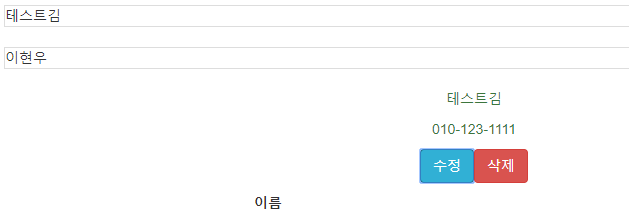 테스트김
이현우
테스트김
010-123-1111
수정 삭제
이름